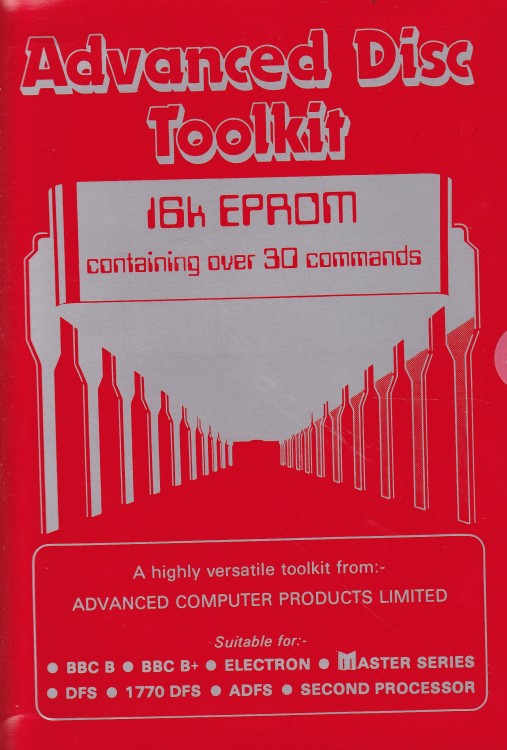 Advanced Disc
Toolkit
16k EPROM
containing over 30 commands
A highly versatile toolkit from:-
ADVANCED COMPUTER PRODUCTS LIMITED
Suitable for:-
● BBC B ● BBC B+ ● ELECTRON ● MASTER SERIES
● DFS ● 1770 DFS ● ADFS ● SECOND PROCESSOR